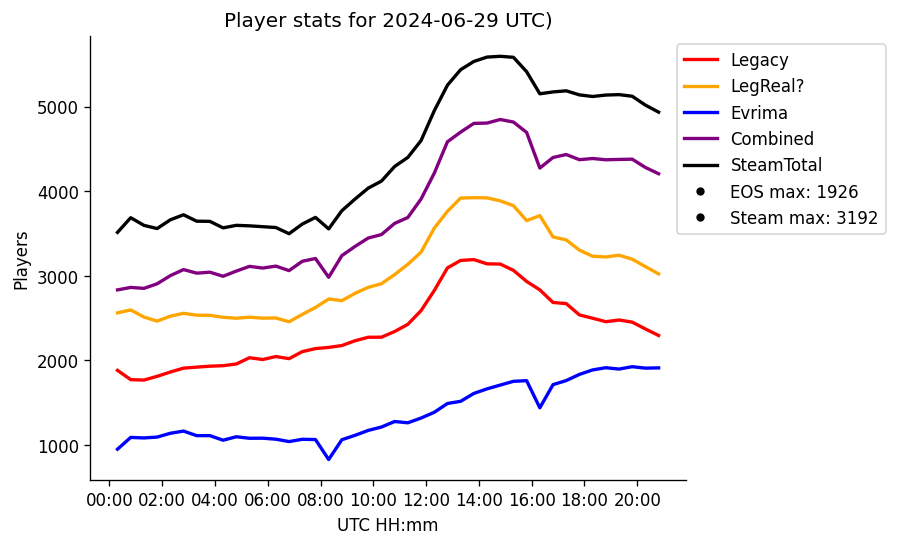 Player stats for 2024-06-29 UTC)
Legacy
LegReal?
Evrima
Combined
SteamTotal
EOS max: 1926
Steam max: 3192
Players
5000
4000
3000
2000
1000
00:00 02:00 04:00 06:00 08:00 10:00 12:00 14:00 16:00 18:00 20:00
UTC HH:mm